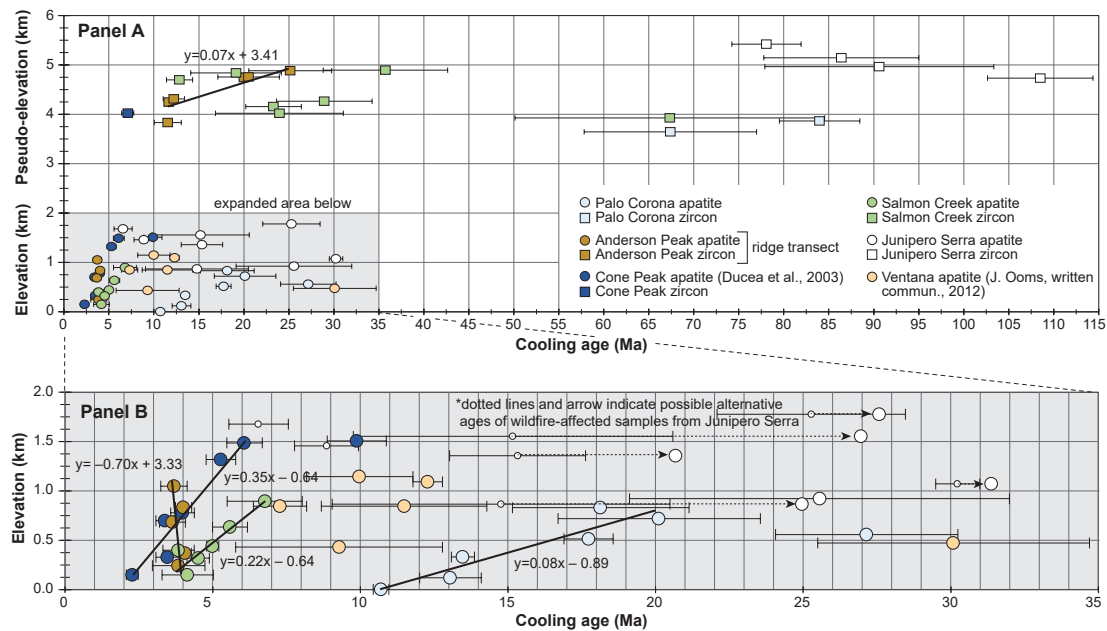 Panel A
y=0.07x + 3.41
Pseudo-elevation (km)
6
5
4
3
2
expanded area below
Elevation (km)
2
1
0
Palo Corona apatite
Palo Corona zircon
Anderson Peak apatite
Anderson Peak zircon
ridge transect
Cone Peak apatite (Ducea et al., 2003)
Cone Peak zircon
Salmon Creek apatite
Salmon Creek zircon
Junipero Serra apatite
Junipero Serra zircon
Ventana apatite (J. Ooms, written
commun., 2012)
0 5 10 15 20 25 30 35 40 45 50 55 60 65 70 75 80 85 90 95 100 105 110 115
Cooling age (Ma)
Panel B
*dotted lines and arrow indicate possible alternative
ages of wildfire-affected samples from Junipero Serra
y= –0.70x + 3.33
y=0.35x – 0.64
y=0.22x – 0.64
y=0.08x – 0.89
Elevation (km)
2.0
1.5
1.0
0.5
0.0
0 5 10 15 20 25 30 35
Cooling age (Ma)